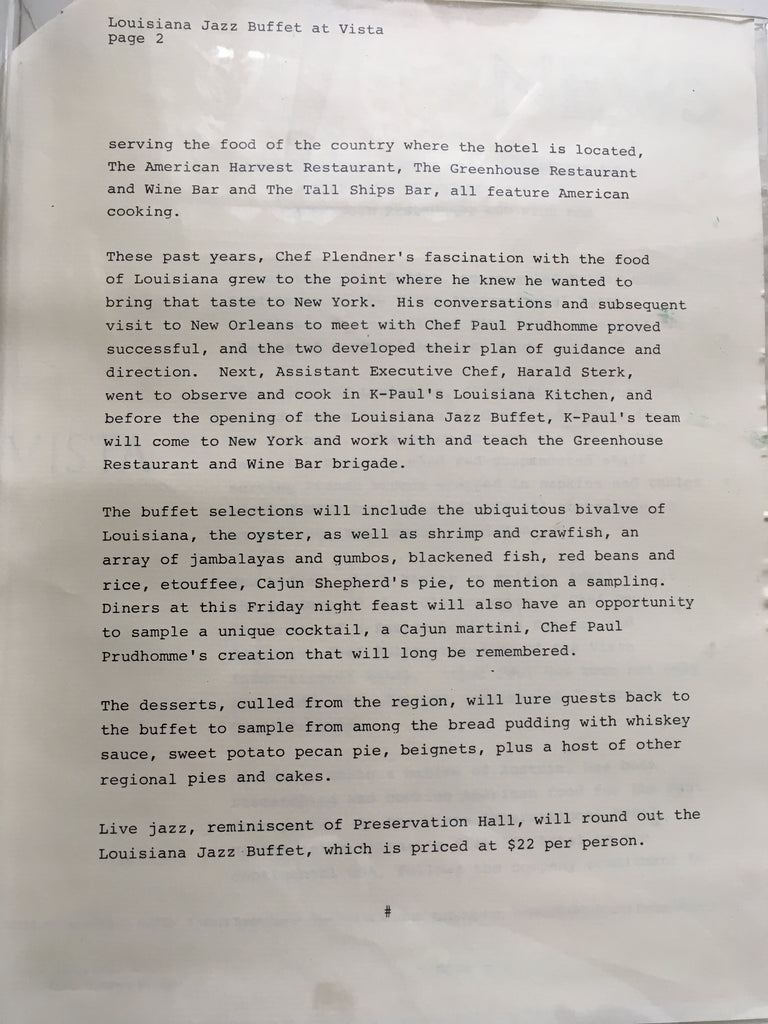 Louisiana Jazz Buffet at Vista
page 2
serving the food of the country where the hotel is located,
The American Harvest Restaurant, The Greenhouse Restaurant
and Wine Bar and The Tall Ships Bar, all feature American
cooking.
These past years, Chef Plendner's fascination with the food
of Louisiana grew to the point where he knew he wanted to
bring that taste to New York. His conversations and subsequent
visit to New Orleans to meet with Chef Paul Prudhomme proved
successful, and the two developed their plan of guidance and
direction. Next, Assistant Executive Chef, Harald Sterk,
went to observe and cook in K-Paul's Louisiana Kitchen, and
before the opening of the Louisiana Jazz Buffet, K-Paul's team
will come to New York and work with and teach the Greenhouse
Restaurant and Wine Bar brigade.
The buffet selections will include the ubiquitous bivalve of
Louisiana, the oyster, as well as shrimp and crawfish, an
array of jambalayas and gumbos, blackened fish, red beans and
rice, etouffee, Cajun Shepherd's pie, to mention a sampling.
Diners at this Friday night feast will also have an opportunity
to sample a unique cocktail, a Cajun martini, Chef Paul
Prudhomme's creation that will long be remembered.
The desserts, culled from the region, will lure guests back to
the buffet to sample from among the bread pudding with whiskey
sauce, sweet potato pecan pie, beignets, plus a host of other
regional pies and cakes.
Live jazz, reminiscent of Preservation Hall, will round out the
Louisiana Jazz Buffet, which is priced at $22 per person.
#